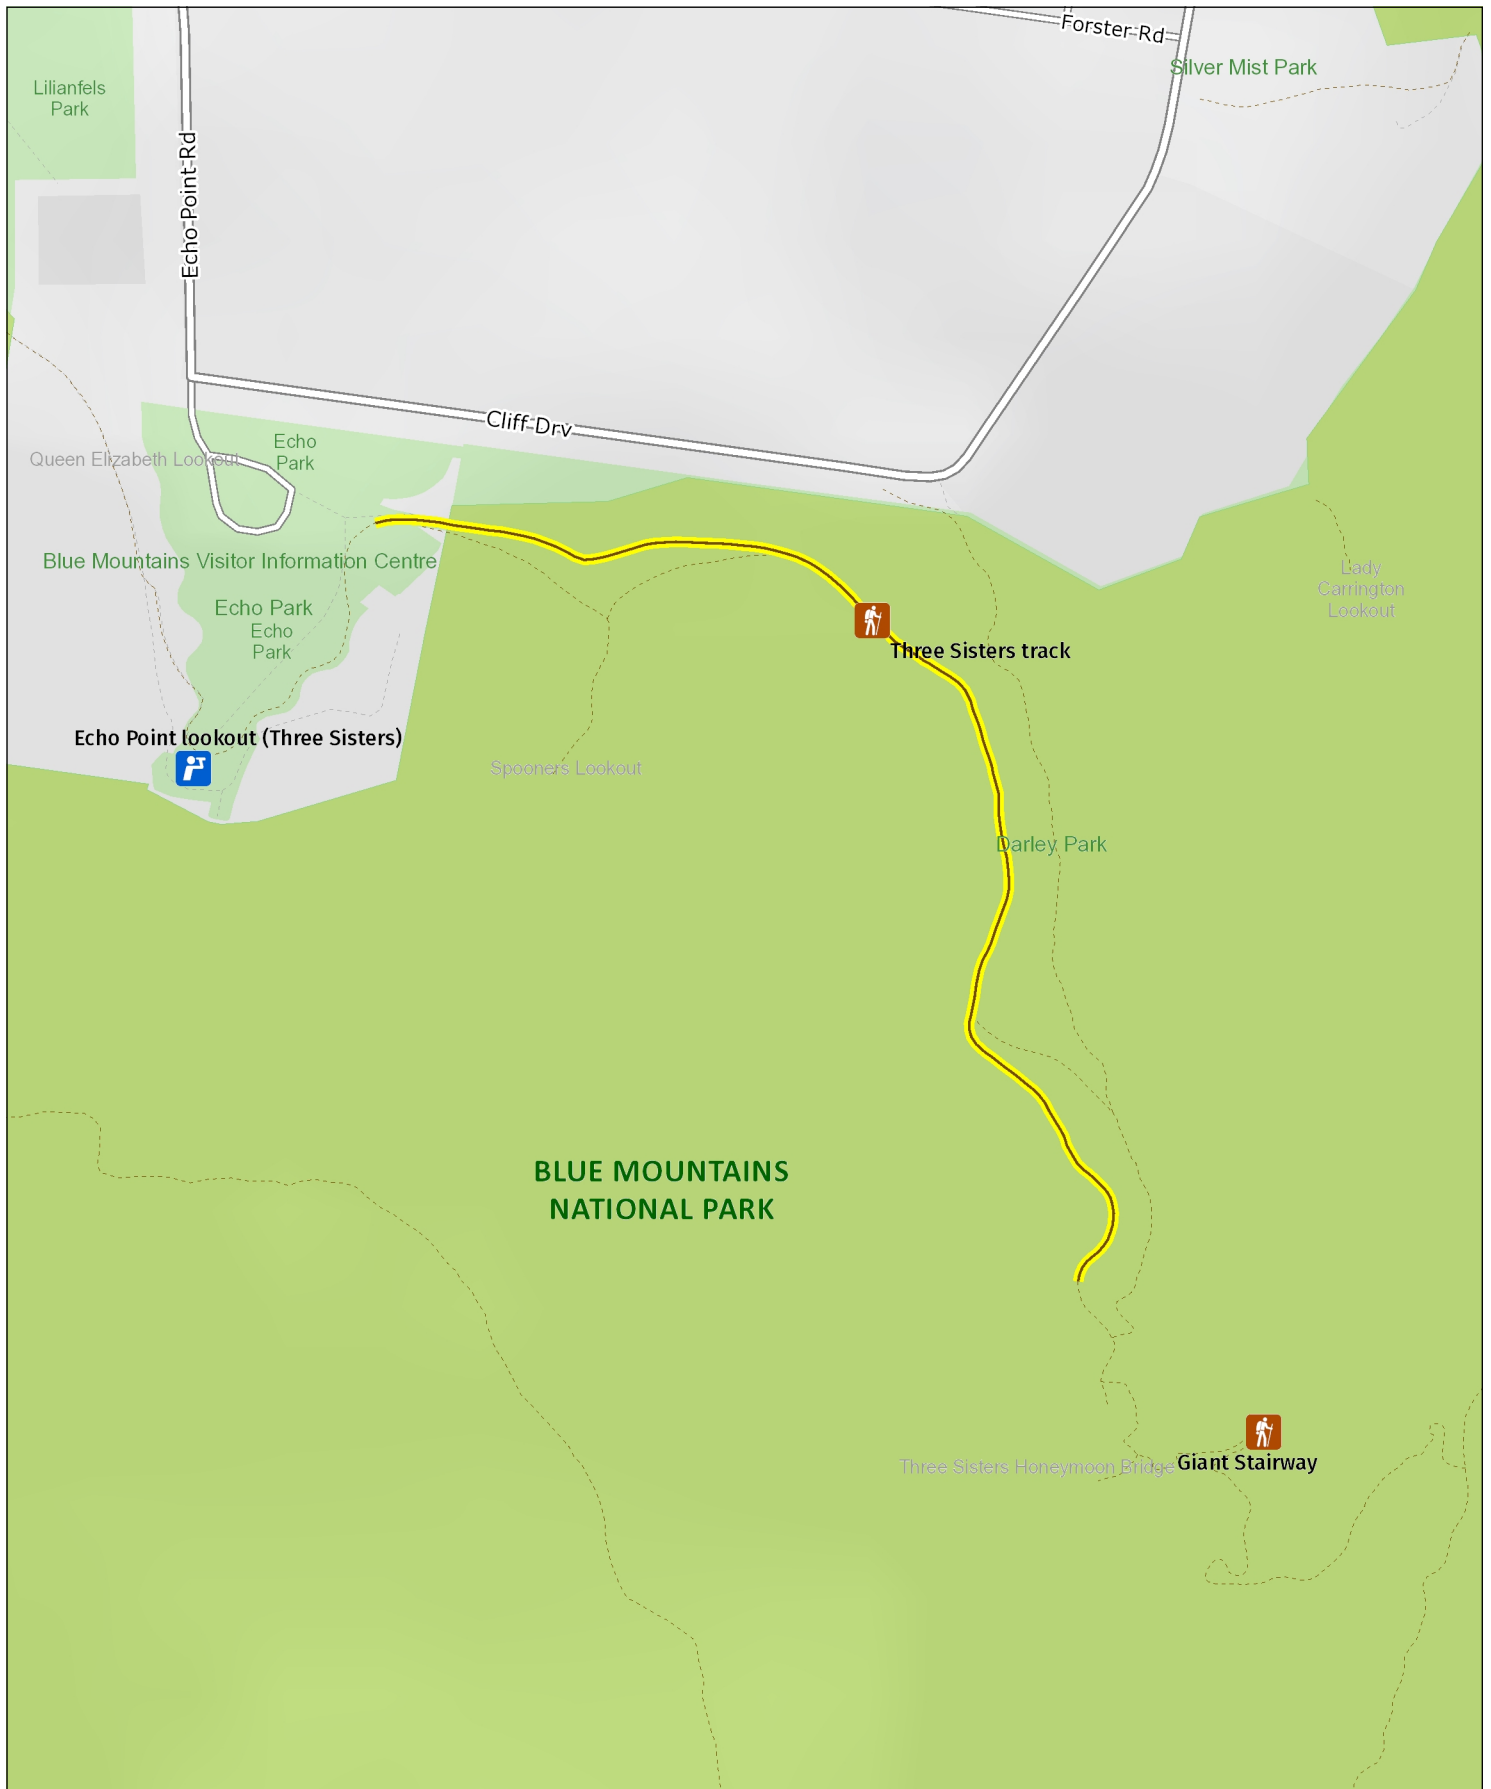 Forster Rd
Silver Mist Park
Lilianfels
Park
Echo Point Rd
Cliff Drv
Echo
Park
Queen Elizabeth Lookout
Blue Mountains Visitor Information Centre
Lady
Carrington
Lookout
Echo Park
Echo
Park
Three Sisters track
Echo Point lookout (Three Sisters)
Spooners Lookout
Darley Park
BLUE MOUNTAINS
NATIONAL PARK
Three Sisters Honeymoon Bridge
Giant Stairway